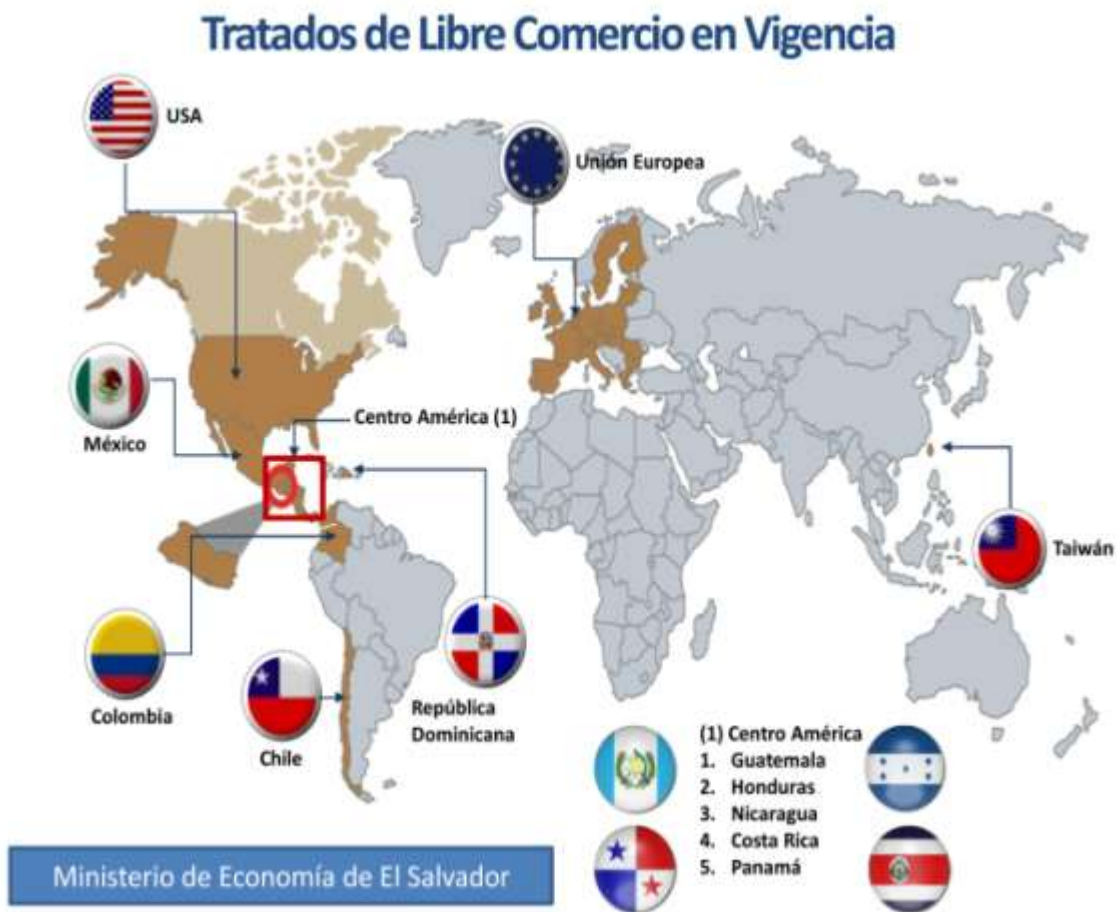 Tratados de Libre Comercio en Vigencia
USA
Unión Europea
México
Centro América (1)
Taiwán
Colombia
Chile
República
Dominicana
(1) Centro América
1. Guatemala
2. Honduras
3. Nicaragua
4. Costa Rica
5. Panamá
Ministerio de Economía de El Salvador